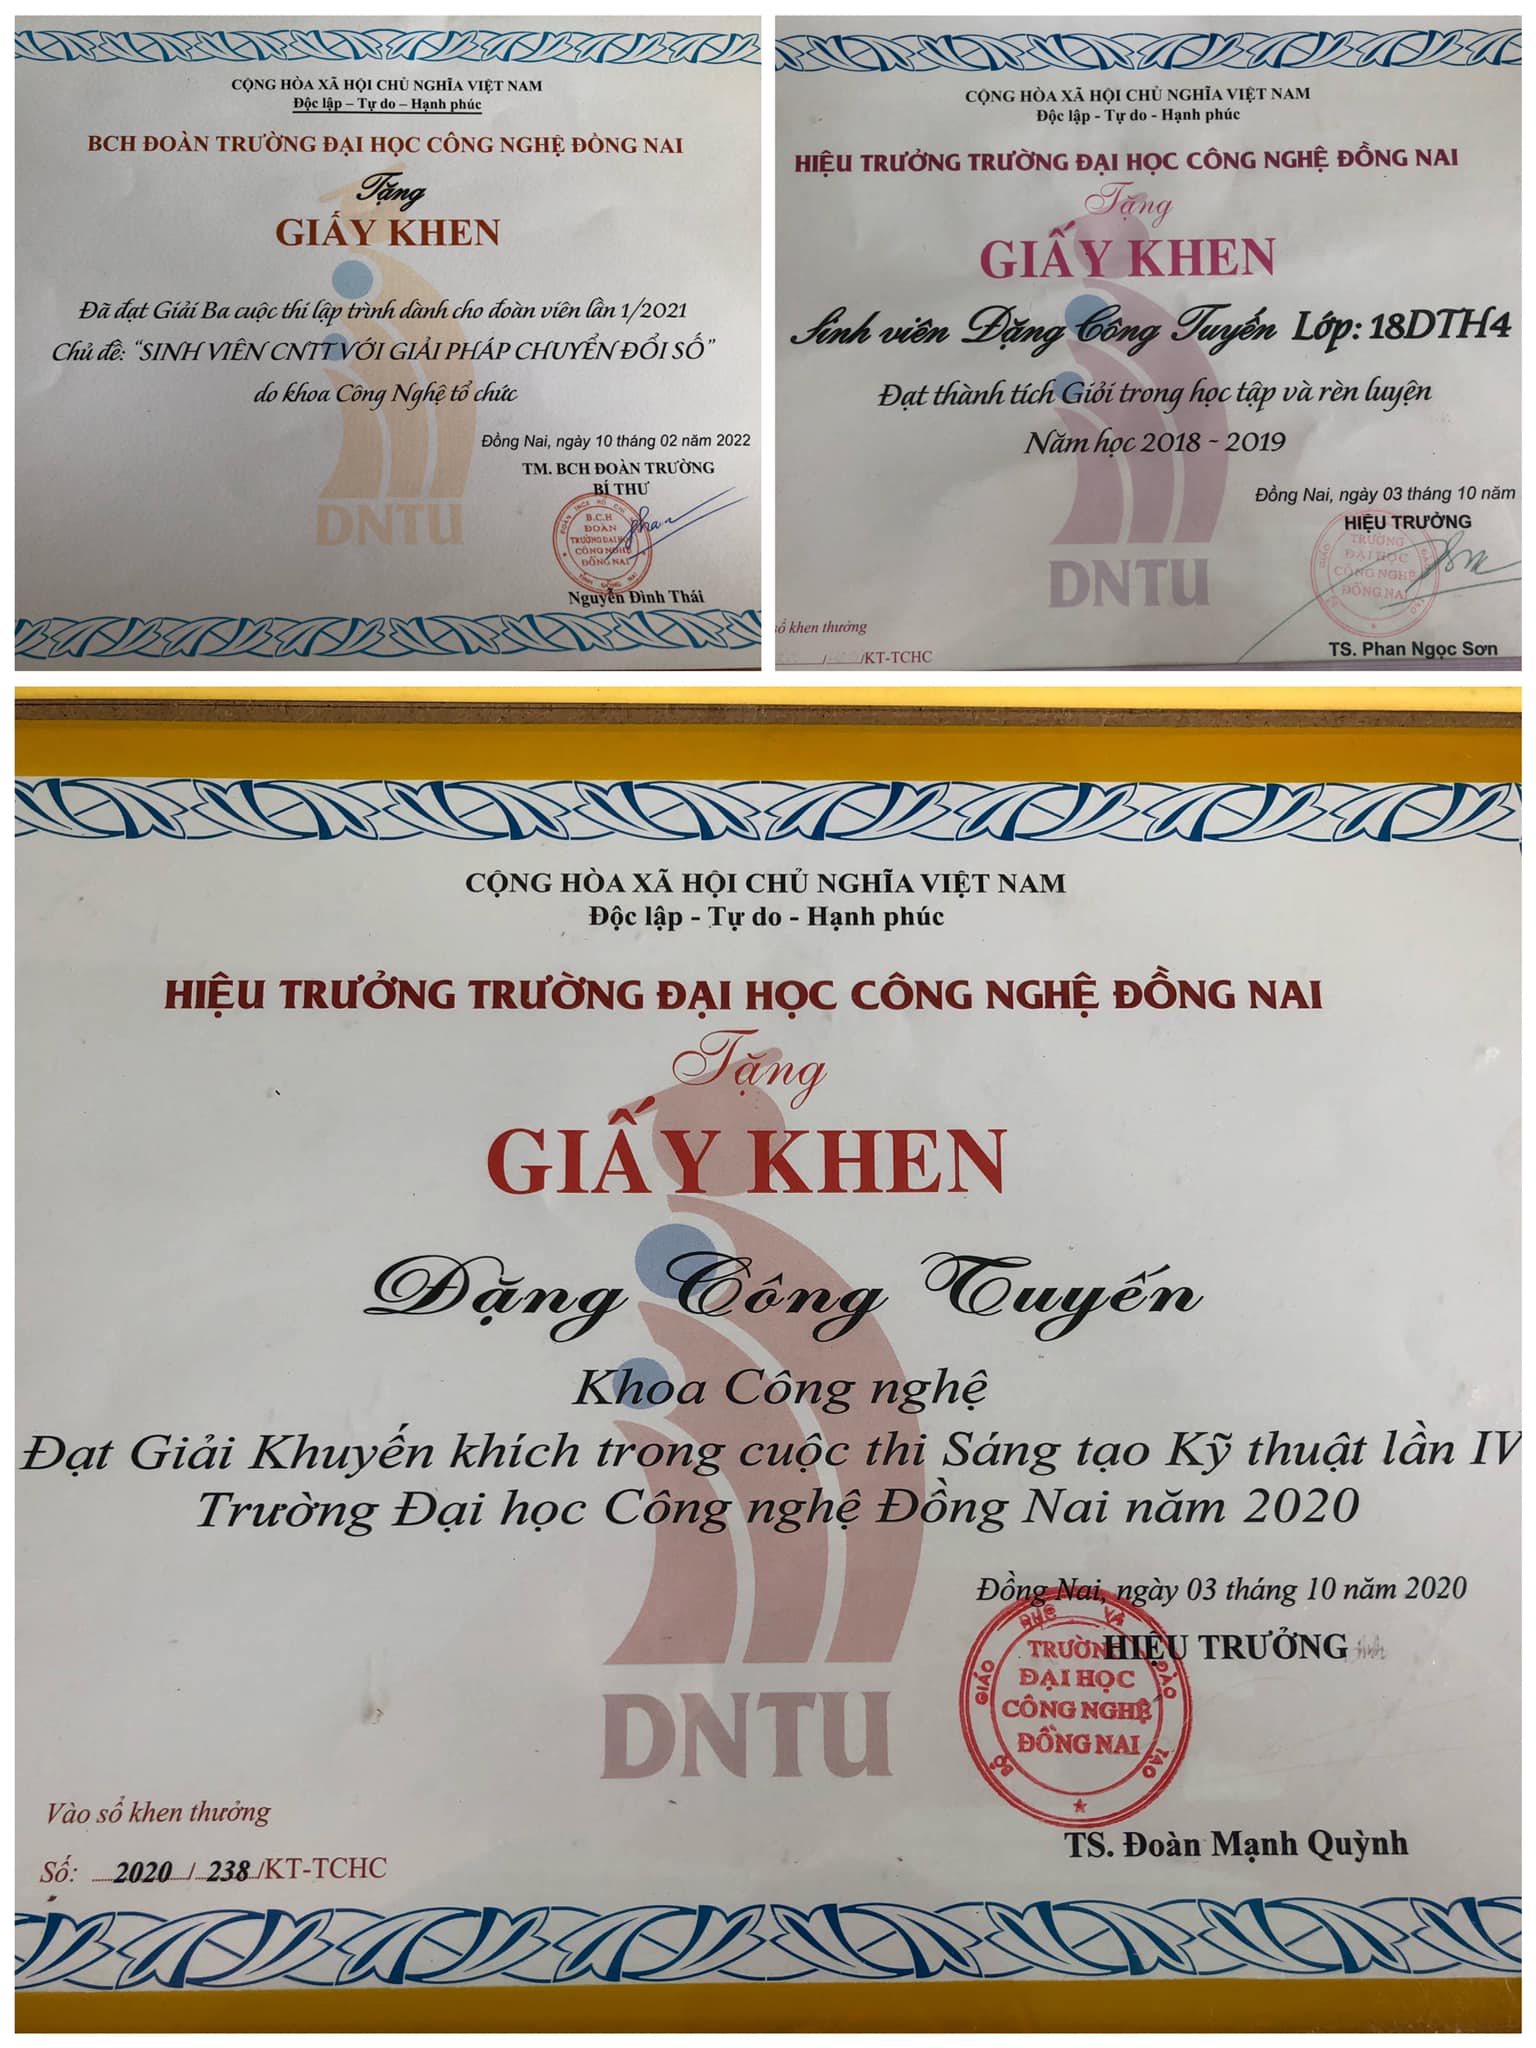 CỘNG HÒA XÃ HỘI CHỦ NGHĨA VIỆT NAM
Độc lập – Tự do – Hạnh phúc
BCH ĐOÀN TRƯỜNG ĐẠI HỌC CÔNG NGHỆ ĐỒNG NAI
Tặng
GIẤY KHEN
Đã đạt Giải Ba cuộc thi lập trình dành cho đoàn viên lần 1/2021
Chủ đề: “SINH VIÊN CNTT VỚI GIẢI PHÁP CHUYỂN ĐỔI SỐ”
do khoa Công Nghệ tổ chức
Đồng Nai, ngày 10 tháng 02 năm 2022
TM. BCH ĐOÀN TRƯỜNG
BÍ THƯ
B.C.H
ĐOÀN
TRƯỜNG ĐẠI HỌC
CÔNG NGHỆ
ĐỒNG NAI
DNTU
Nguyễn Đình Thái
CỘNG HÒA XÃ HỘI CHỦ NGHĨA VIỆT NAM
Độc lập - Tự do - Hạnh phúc
HIỆU TRƯỞNG TRƯỜNG ĐẠI HỌC CÔNG NGHỆ ĐỒNG NAI
Tặng
GIẤY KHEN
Sinh viên Đặng Công Tuyến Lớp: 18DTH4
Đạt thành tích Giỏi trong học tập và rèn luyện
Năm học 2018 - 2019
Đồng Nai, ngày 03 tháng 10 năm
HIỆU TRƯỞNG
TRƯỜNG
ĐẠI HỌC
CÔNG NGHỆ
ĐỒNG NAI
DNTU
sổ khen thưởng
/KT-TCHC
TS. Phan Ngọc Sơn
CỘNG HÒA XÃ HỘI CHỦ NGHĨA VIỆT NAM
Độc lập - Tự do - Hạnh phúc
HIỆU TRƯỞNG TRƯỜNG ĐẠI HỌC CÔNG NGHỆ ĐỒNG NAI
Tặng
GIẤY KHEN
Đặng Công Tuyến
Khoa Công nghệ
Đạt Giải Khuyến khích trong cuộc thi Sáng tạo Kỹ thuật lần IV
Trường Đại học Công nghệ Đồng Nai năm 2020
Đồng Nai, ngày 03 tháng 10 năm 2020
HIỆU TRƯỞNG
BỘ GIÁO DỤC VÀ ĐÀO TẠO
TRƯỜNG
ĐẠI HỌC
CÔNG NGHỆ
ĐỒNG NAI
DNTU
Vào sổ khen thưởng
TS. Đoàn Mạnh Quỳnh
Số: 2020 / 238 /KT-TCHC